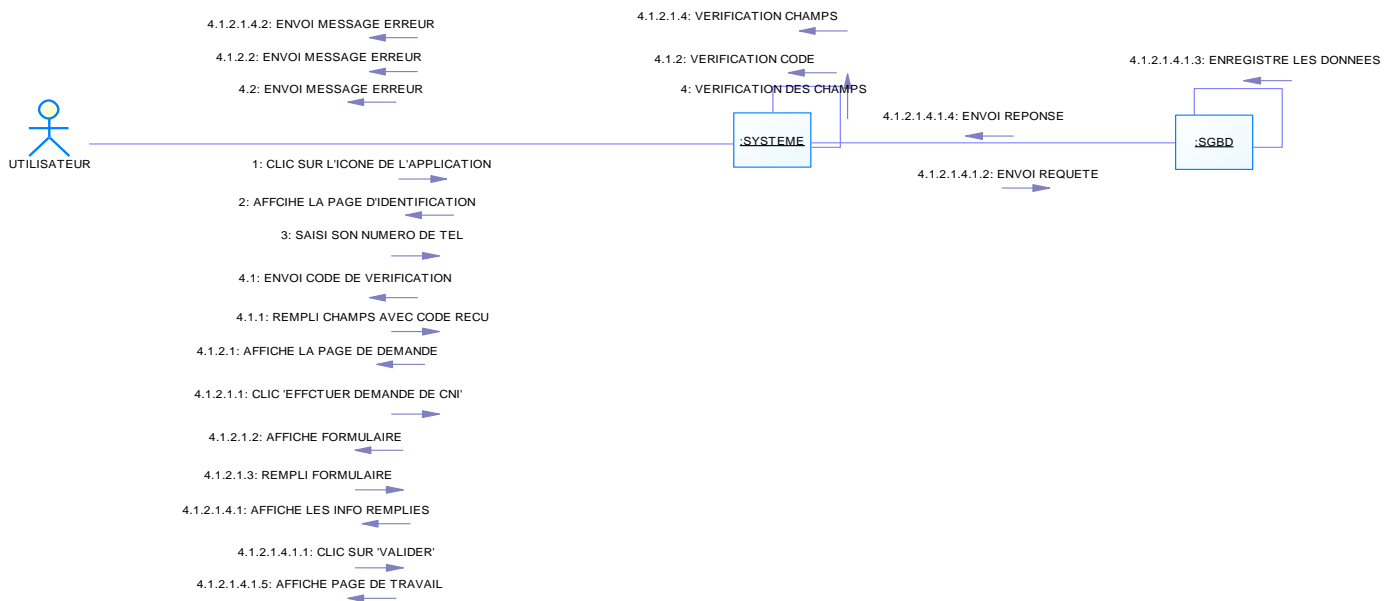 4.1.2.1.4.2: ENVOI MESSAGE ERREUR
4.1.2.2: ENVOI MESSAGE ERREUR
4.2: ENVOI MESSAGE ERREUR
4.1.2.1.4: VERIFICATION CHAMPS
4.1.2: VERIFICATION CODE
4: VERIFICATION DES CHAMPS
4.1.2.1.4.1.3: ENREGISTRE LES DONNEES
4.1.2.1.4.1.4: ENVOI REPONSE
UTILISATEUR
:SYSTEME
:SGBD
4.1.2.1.4.1.2: ENVOI REQUETE
1: CLIC SUR L'ICONE DE L'APPLICATION
2: AFFCIHE LA PAGE D'IDENTIFICATION
3: SAISI SON NUMERO DE TEL
4.1: ENVOI CODE DE VERIFICATION
4.1.1: REMPLI CHAMPS AVEC CODE RECU
4.1.2.1: AFFICHE LA PAGE DE DEMANDE
4.1.2.1.1: CLIC 'EFFCTUER DEMANDE DE CNI'
4.1.2.1.2: AFFICHE FORMULAIRE
4.1.2.1.3: REMPLI FORMULAIRE
4.1.2.1.4.1: AFFICHE LES INFO REMPLIES
4.1.2.1.4.1.1: CLIC SUR 'VALIDER'
4.1.2.1.4.1.5: AFFICHE PAGE DE TRAVAIL